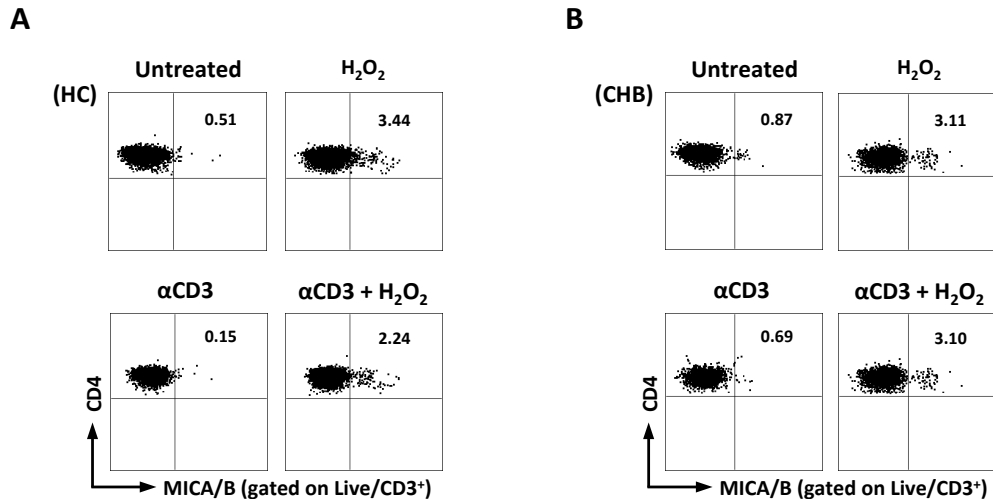 A
B
Untreated
H₂O₂
Untreated
H₂O₂
(HC)
(CHB)
0.51
3.44
0.87
3.11
αCD3
αCD3 + H₂O₂
αCD3
αCD3 + H₂O₂
0.15
2.24
0.69
3.10
CD4
CD4
MICA/B (gated on Live/CD3⁺)
MICA/B (gated on Live/CD3⁺)